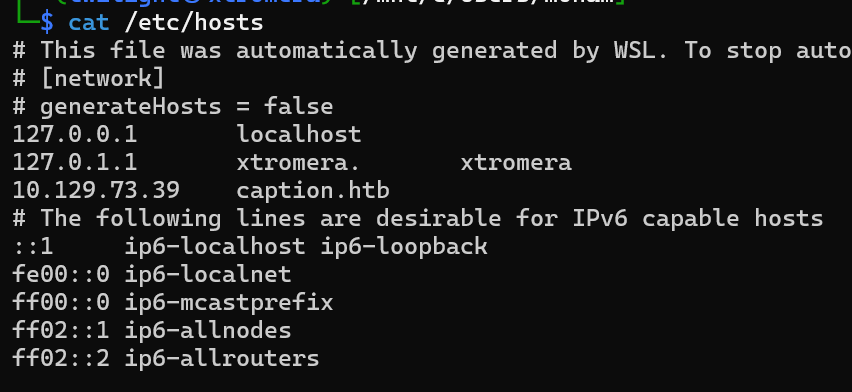 $ cat /etc/hosts
# This file was automatically generated by WSL. To stop auto
# [network]
# generateHosts = false
127.0.0.1 localhost
127.0.1.1 xtromera. xtromera
10.129.73.39 caption.htb
# The following lines are desirable for IPv6 capable hosts
::1 ip6-localhost ip6-loopback
fe00::0 ip6-localnet
ff00::0 ip6-mcastprefix
ff02::1 ip6-allnodes
ff02::2 ip6-allrouters